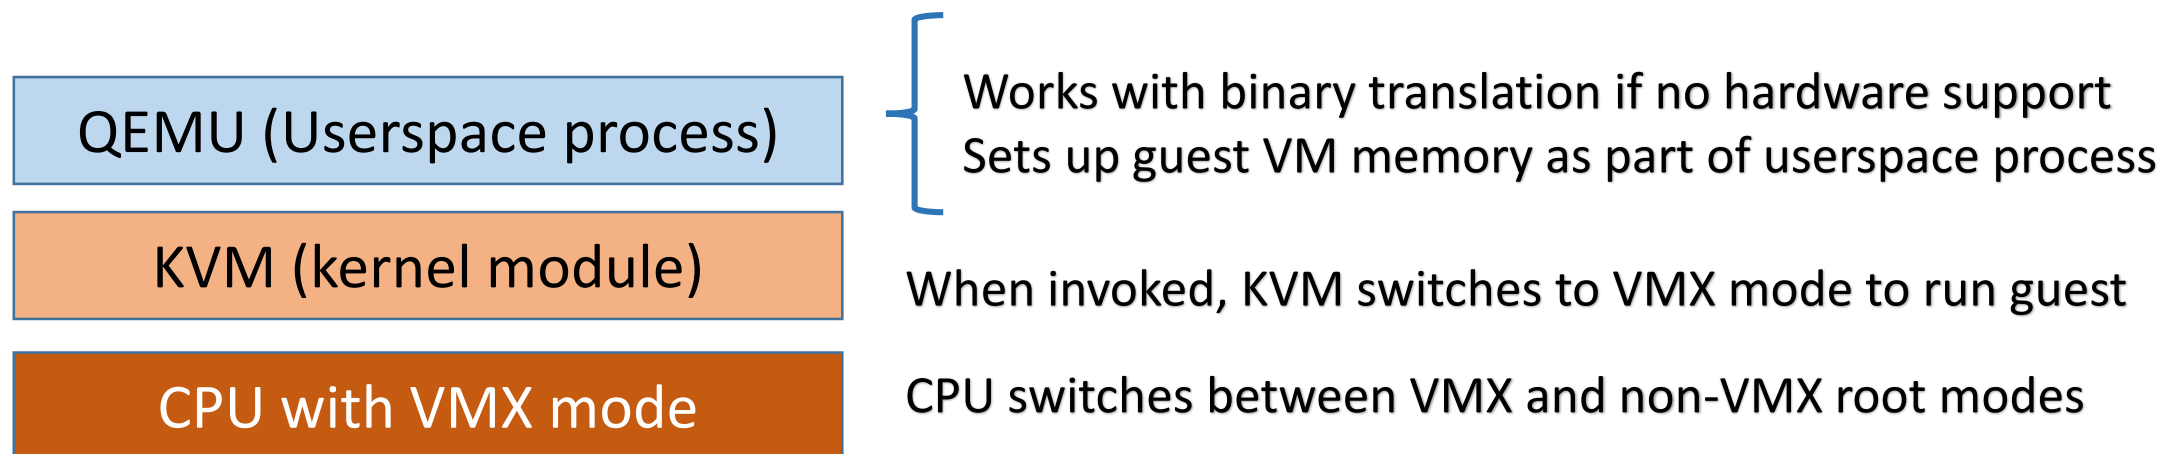 QEMU (Userspace process)
Works with binary translation if no hardware support
Sets up guest VM memory as part of userspace process
KVM (kernel module)
When invoked, KVM switches to VMX mode to run guest
CPU with VMX mode
CPU switches between VMX and non-VMX root modes